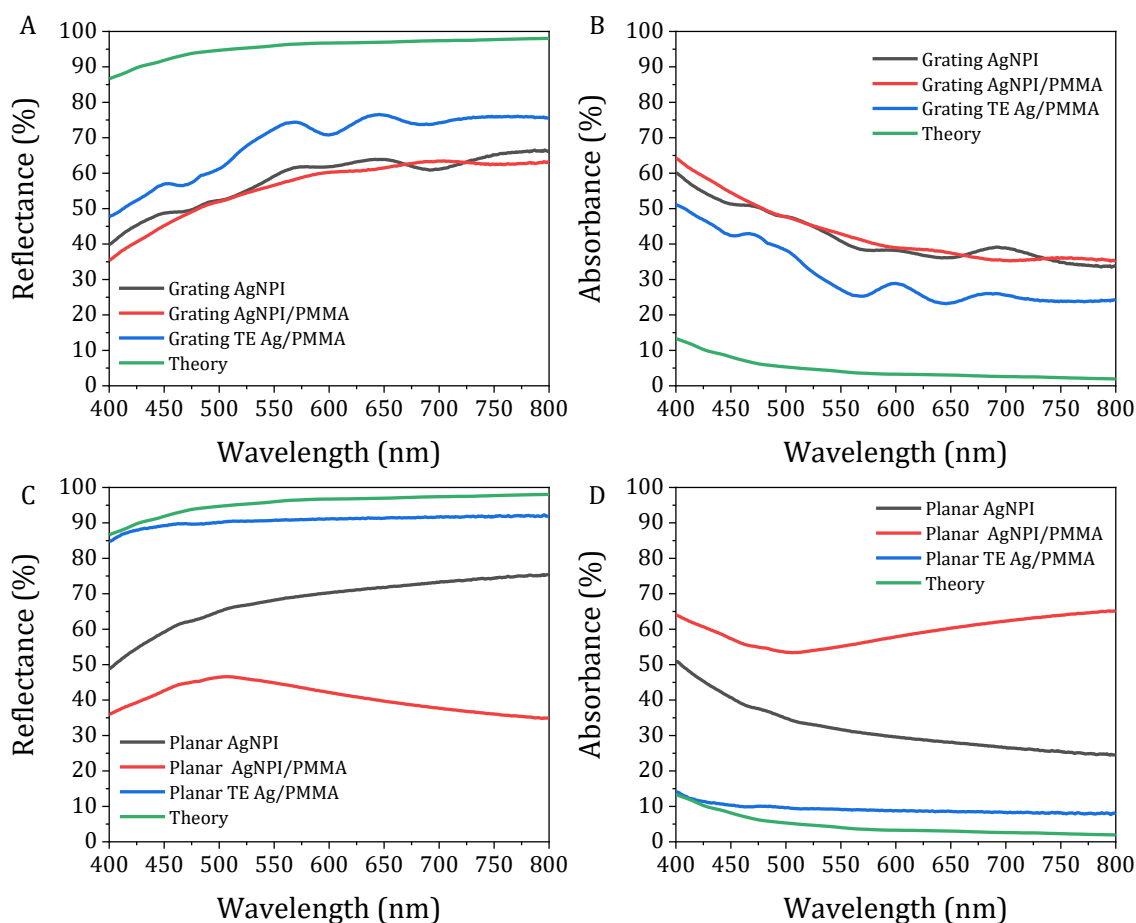 A
100
90
80
70
60
50
40
30
20
10
0
Reflectance (%)
Grating AgNPI
Grating AgNPI/PMMA
Grating TE Ag/PMMA
Theory
400 450 500 550 600 650 700 750 800
Wavelength (nm)
B
100
90
80
70
60
50
40
30
20
10
0
Absorbance (%)
Grating AgNPI
Grating AgNPI/PMMA
Grating TE Ag/PMMA
Theory
400 450 500 550 600 650 700 750 800
Wavelength (nm)
C
100
90
80
70
60
50
40
30
20
10
0
Reflectance (%)
Planar AgNPI
Planar AgNPI/PMMA
Planar TE Ag/PMMA
Theory
400 450 500 550 600 650 700 750 800
Wavelength (nm)
D
100
90
80
70
60
50
40
30
20
10
0
Absorbance (%)
Planar AgNPI
Planar AgNPI/PMMA
Planar TE Ag/PMMA
Theory
400 450 500 550 600 650 700 750 800
Wavelength (nm)